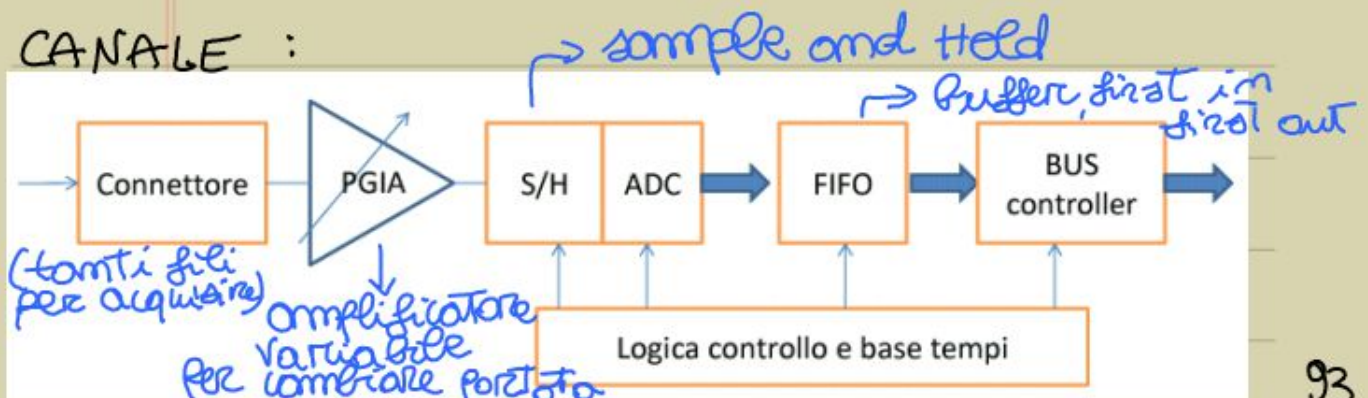 CANALE :
sample and Hold
Buffer, first in
first out
Connettore
PGIA
S/H
ADC
FIFO
BUS
controller
(tanti fili
per acquisire)
amplificatore
variabile
per cambiare portata
Logica controllo e base tempi
93